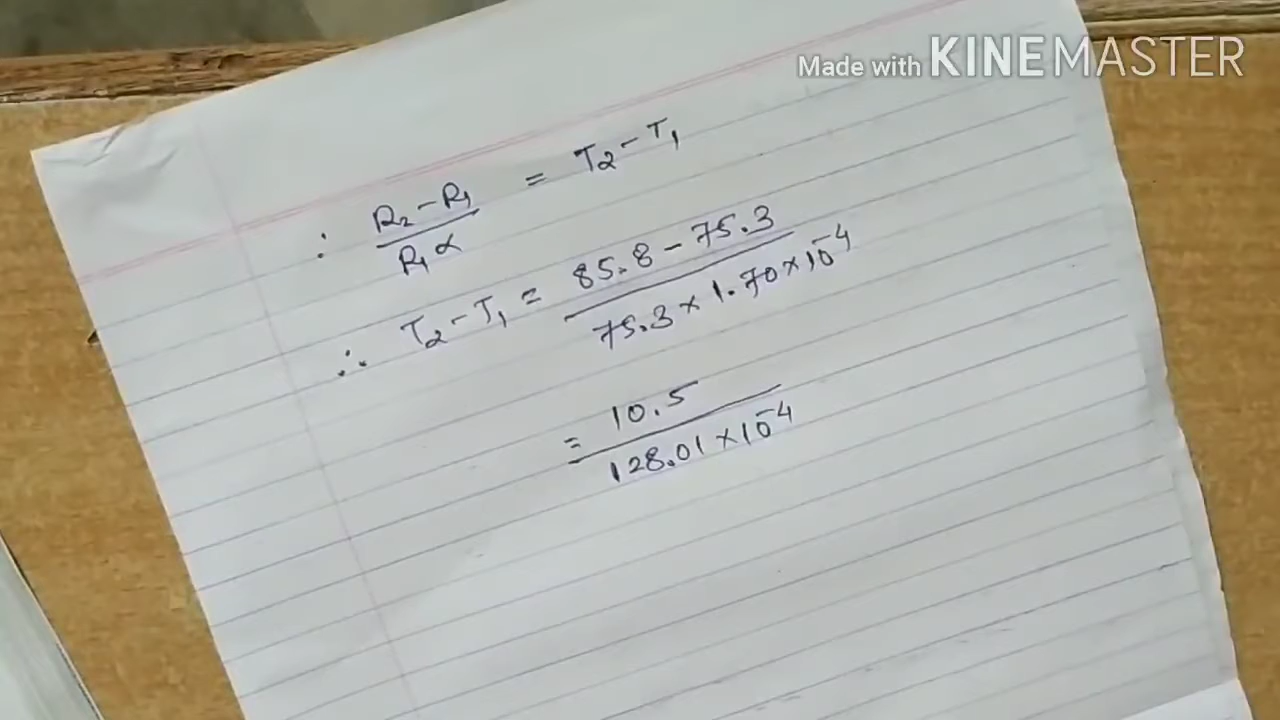 Made with KINEMASTER
∴ R₂ – R₁ / R₁ α = T₂ – T₁
∴ T₂ – T₁ = 85.8 – 75.3 / 75.3 × 1.70 × 10⁻⁴
= 10.5 / 128.01 × 10⁻⁴